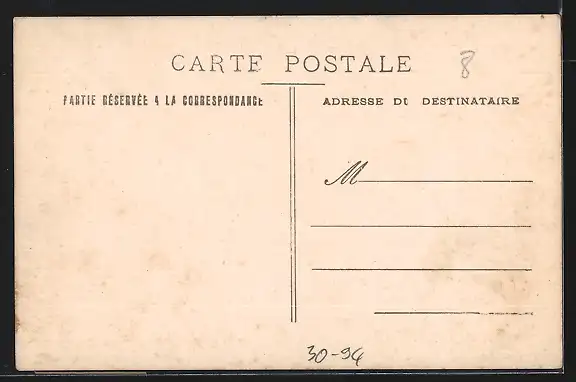 CARTE POSTALE
8
PARTIE RÉSERVÉE A LA CORRESPONDANCE
ADRESSE DU DESTINATAIRE
M
30-94